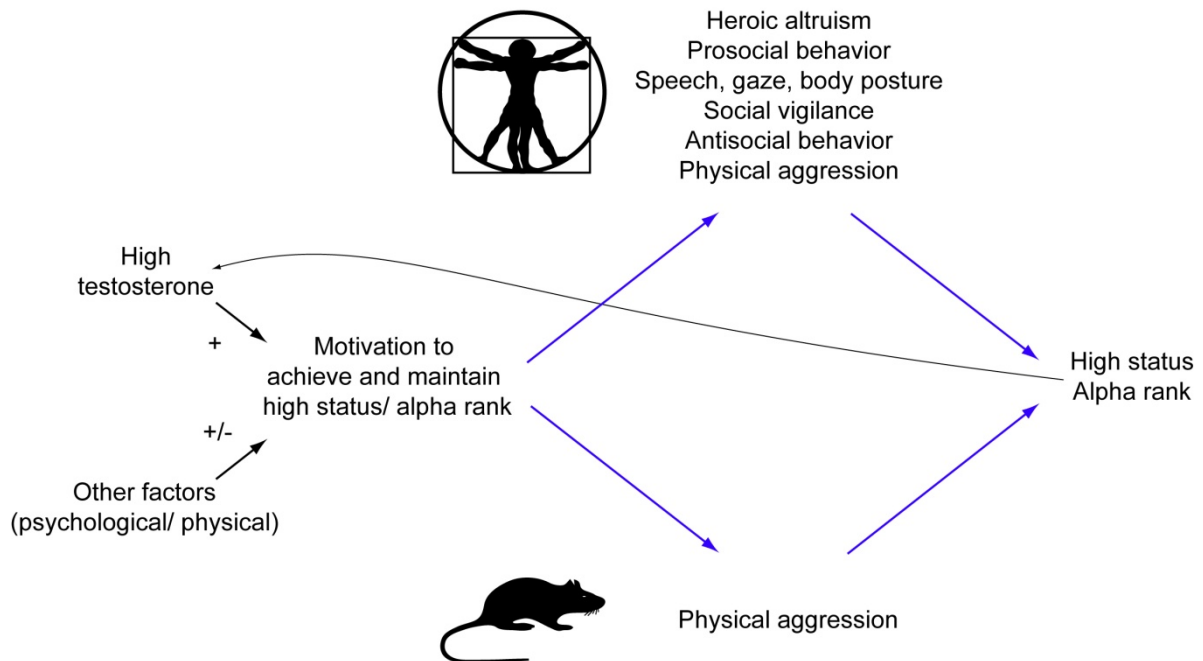 Heroic altruism
Prosocial behavior
Speech, gaze, body posture
Social vigilance
Antisocial behavior
Physical aggression
High
testosterone
+
Motivation to
achieve and maintain
high status/ alpha rank
+/-
Other factors
(psychological/ physical)
High status
Alpha rank
Physical aggression